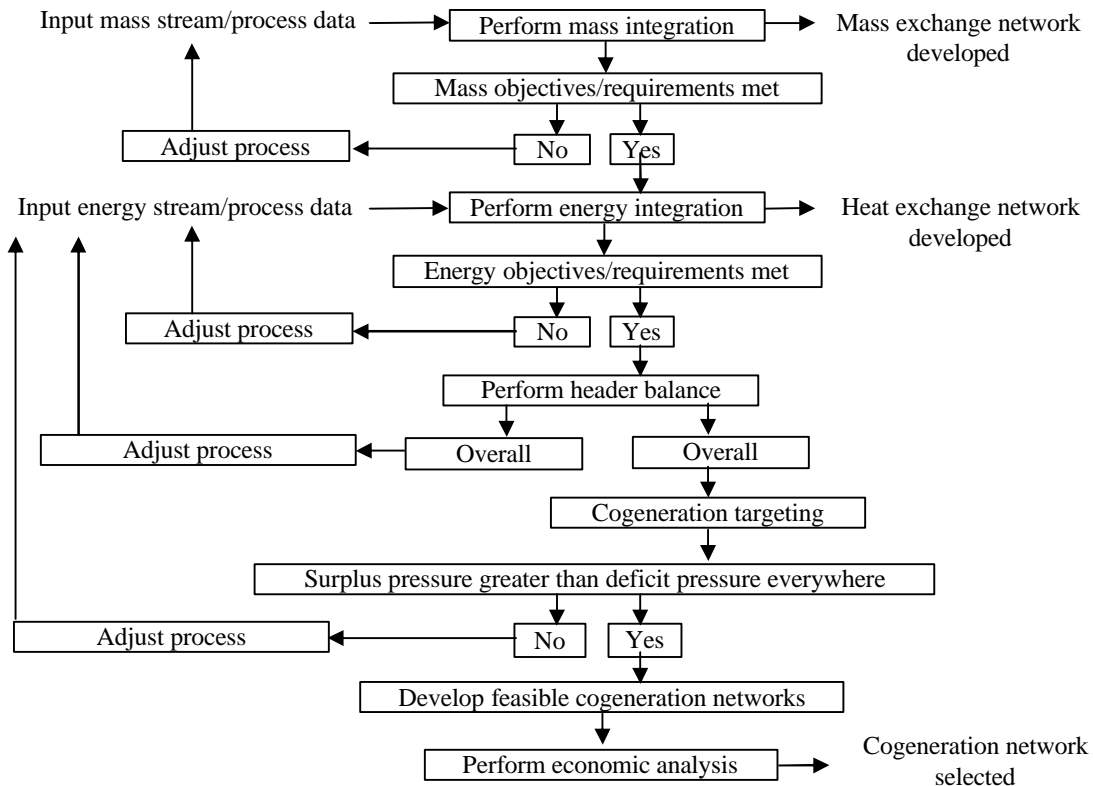 Input mass stream/process data
Perform mass integration
Mass exchange network
developed
Mass objectives/requirements met
Adjust process
No
Yes
Input energy stream/process data
Perform energy integration
Heat exchange network
developed
Energy objectives/requirements met
Adjust process
No
Yes
Perform header balance
Adjust process
Overall
Overall
Cogeneration targeting
Surplus pressure greater than deficit pressure everywhere
Adjust process
No
Yes
Develop feasible cogeneration networks
Perform economic analysis
Cogeneration network
selected